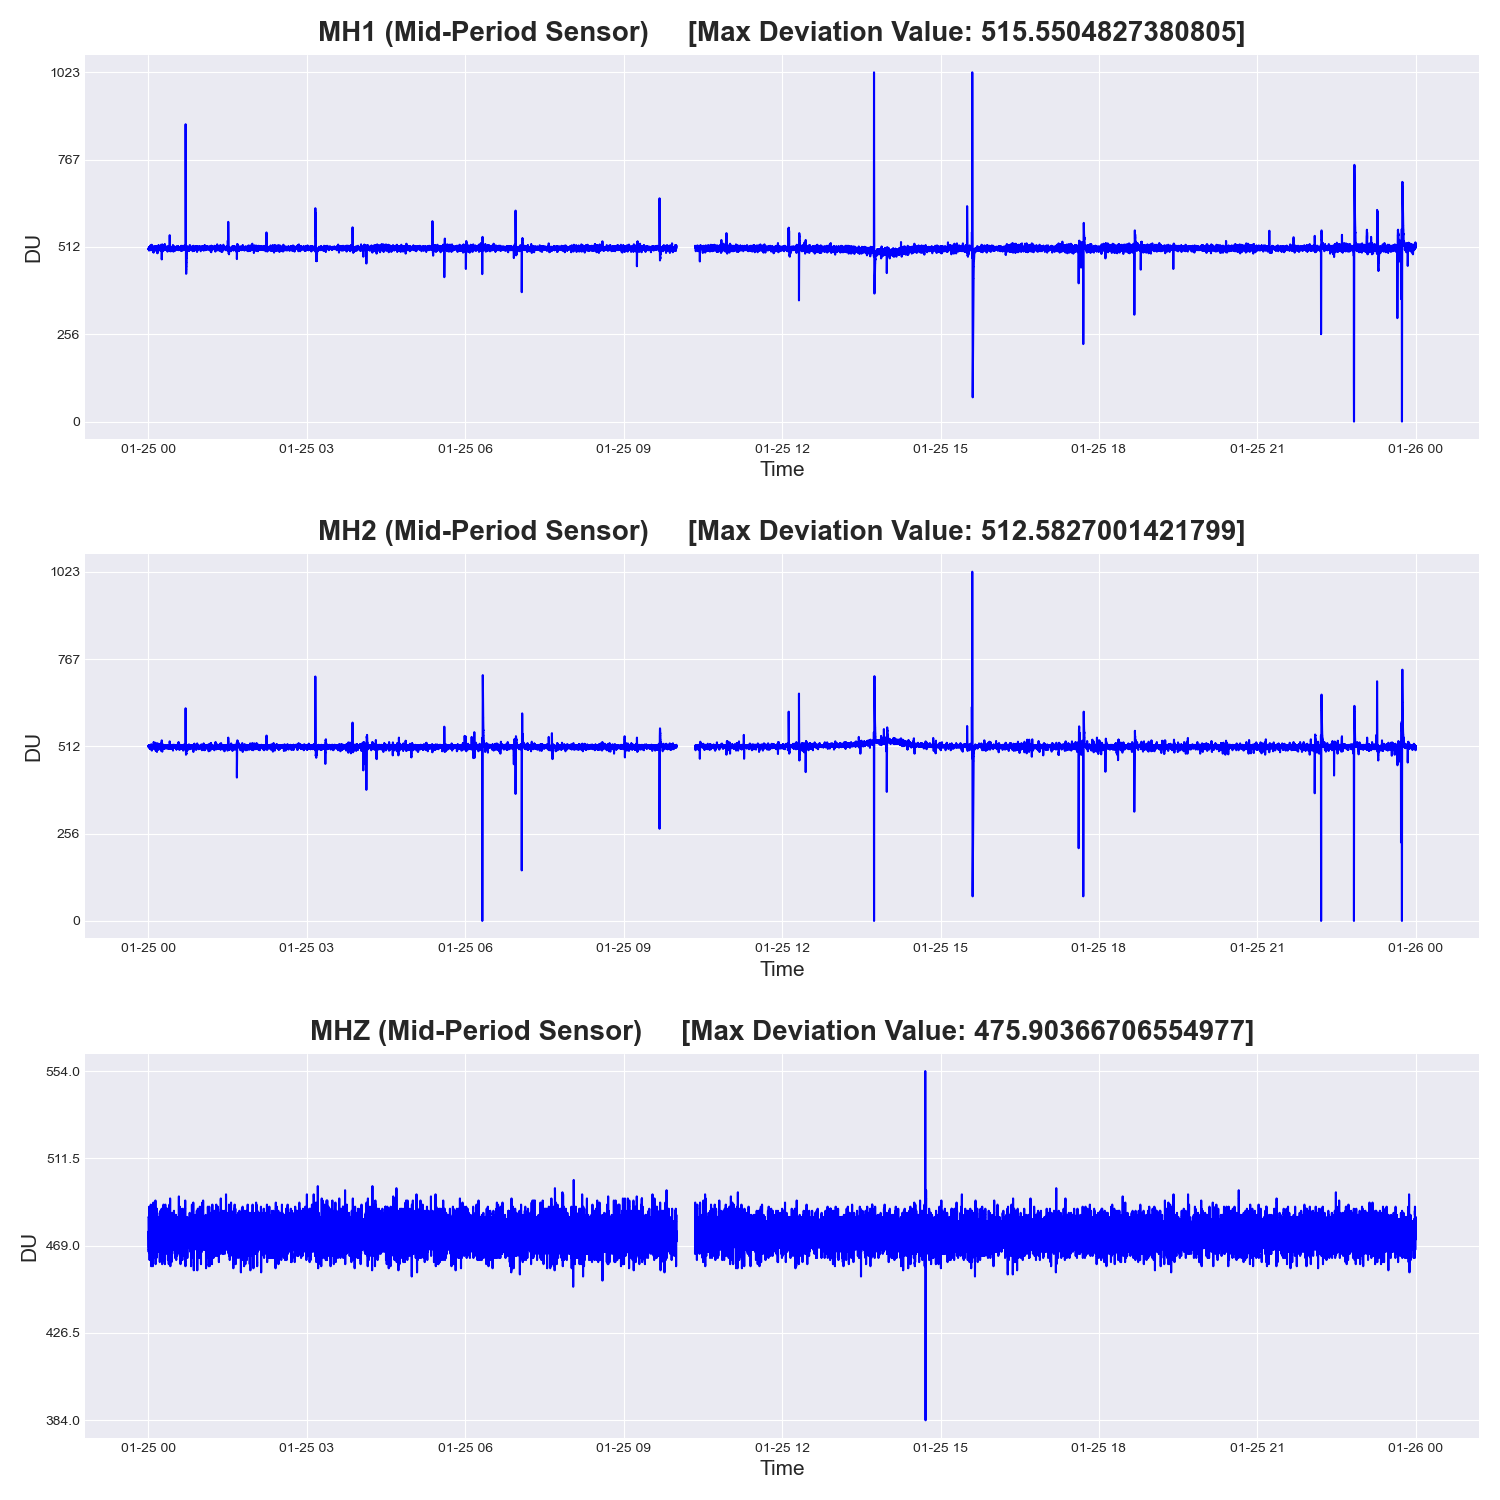 MH1 (Mid-Period Sensor) [Max Deviation Value: 515.5504827380805]
1023
767
512
256
0
DU
01-25 00 01-25 03 01-25 06 01-25 09 01-25 12 01-25 15 01-25 18 01-25 21 01-26 00
Time
MH2 (Mid-Period Sensor) [Max Deviation Value: 512.5827001421799]
1023
767
512
256
0
DU
01-25 00 01-25 03 01-25 06 01-25 09 01-25 12 01-25 15 01-25 18 01-25 21 01-26 00
Time
MHZ (Mid-Period Sensor) [Max Deviation Value: 475.90366706554977]
554.0
511.5
469.0
426.5
384.0
DU
01-25 00 01-25 03 01-25 06 01-25 09 01-25 12 01-25 15 01-25 18 01-25 21 01-26 00
Time